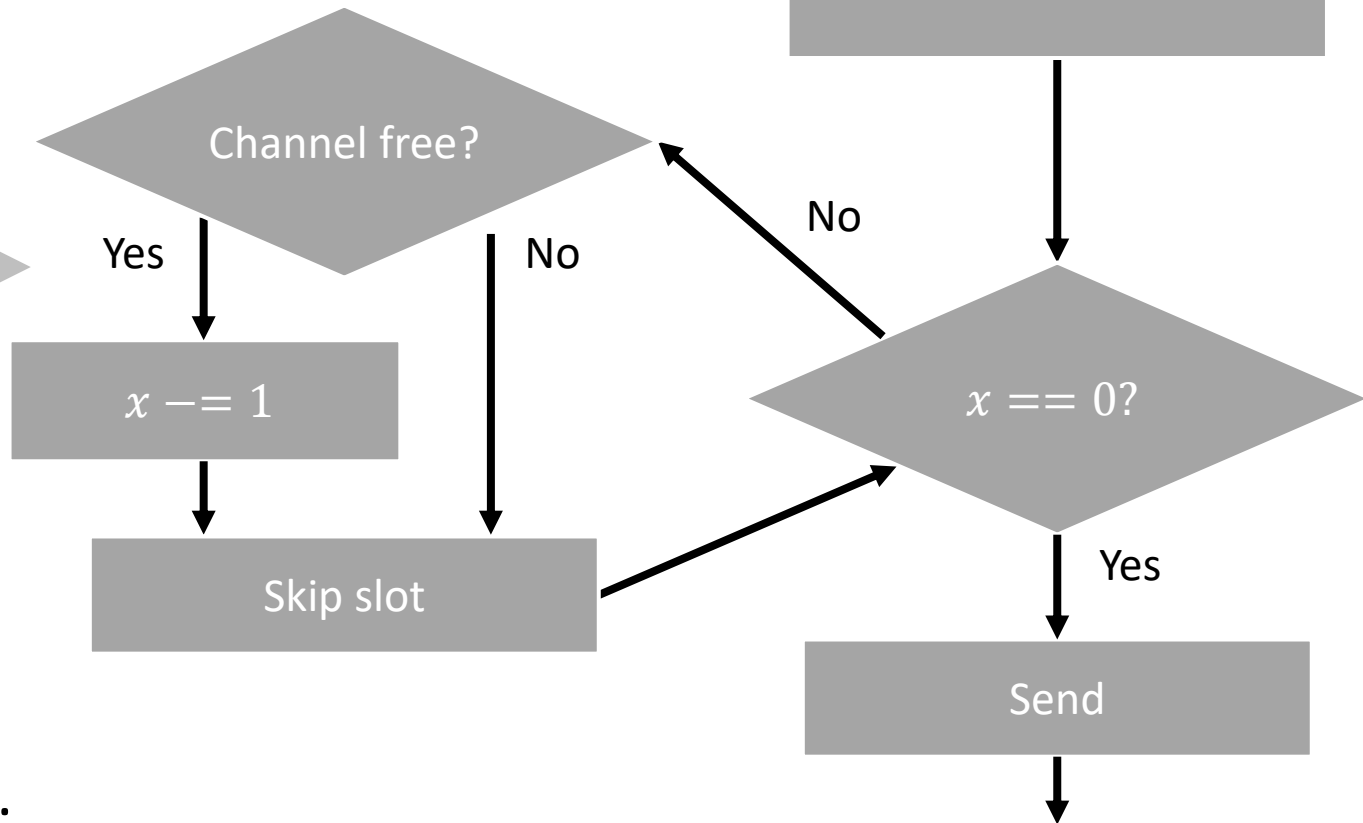 Channel free?
No
Yes
No
x −= 1
x == 0?
Skip slot
Yes
Send
.